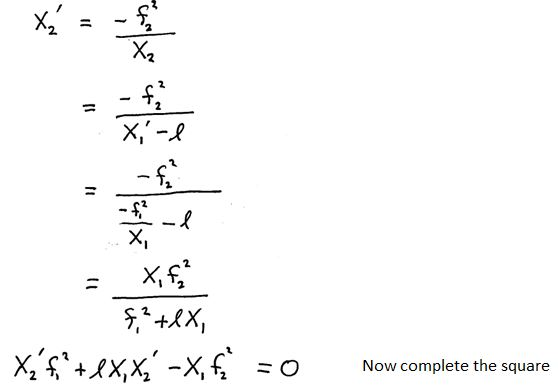 X₂′ = -f₂² / X₂
= -f₂² / (X₁′ - l)
= -f₂² / (-f₁² / X₁ - l)
= X₁f₂² / (f₁² + lX₁)
X₂′f₁² + lX₁X₂′ - X₁f₂² = 0 Now complete the square